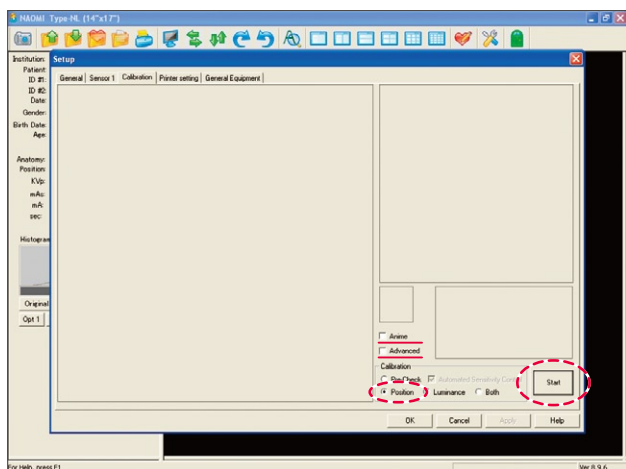 NAOMI Type-NL (14"x17")
Institution:
Patient:
ID #1:
ID #2:
Date:
Gender:
Birth Date:
Age:
Anatomy:
Position:
KVp:
mAs:
mA:
sec:
Histogram
Original
Opt 1
Setup
General Sensor 1 Calibration Printer setting General Equipment
Anime
Advanced
Calibration
Pre-Check Automated Sensitivity Control
Position Luminance Both
Start
OK Cancel Apply Help
For Help, press F1
Ver.8.9.6